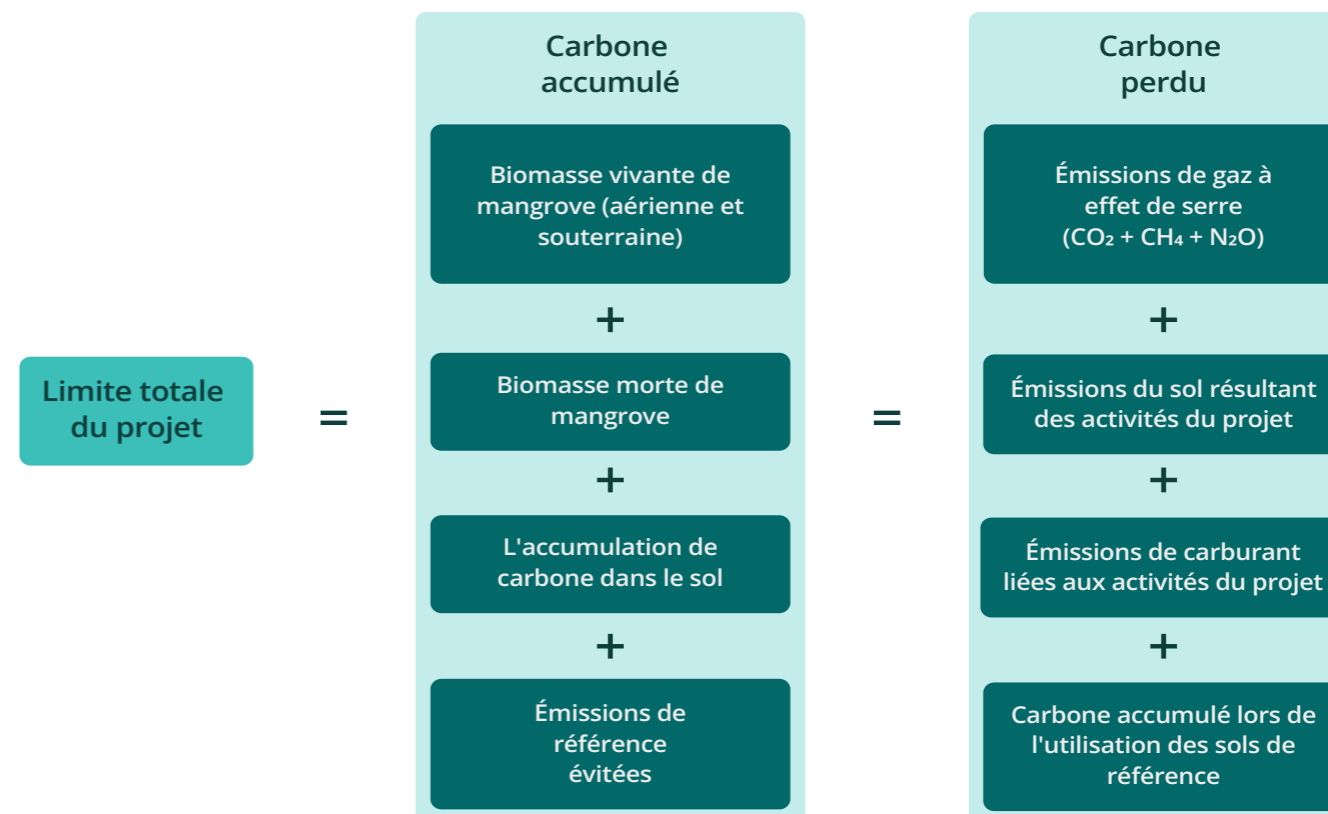 Limite totale
du projet
=
Carbone
accumulé
Biomasse vivante de
mangrove (aérienne et
souterraine)
+
Biomasse morte de
mangrove
+
L'accumulation de
carbone dans le sol
+
Émissions de
référence
évitées
=
Carbone
perdu
Émissions de gaz à
effet de serre
(CO₂ + CH₄ + N₂O)
+
Émissions du sol résultant
des activités du projet
+
Émissions de carburant
liées aux activités du projet
+
Carbone accumulé lors de
l'utilisation des sols de
référence